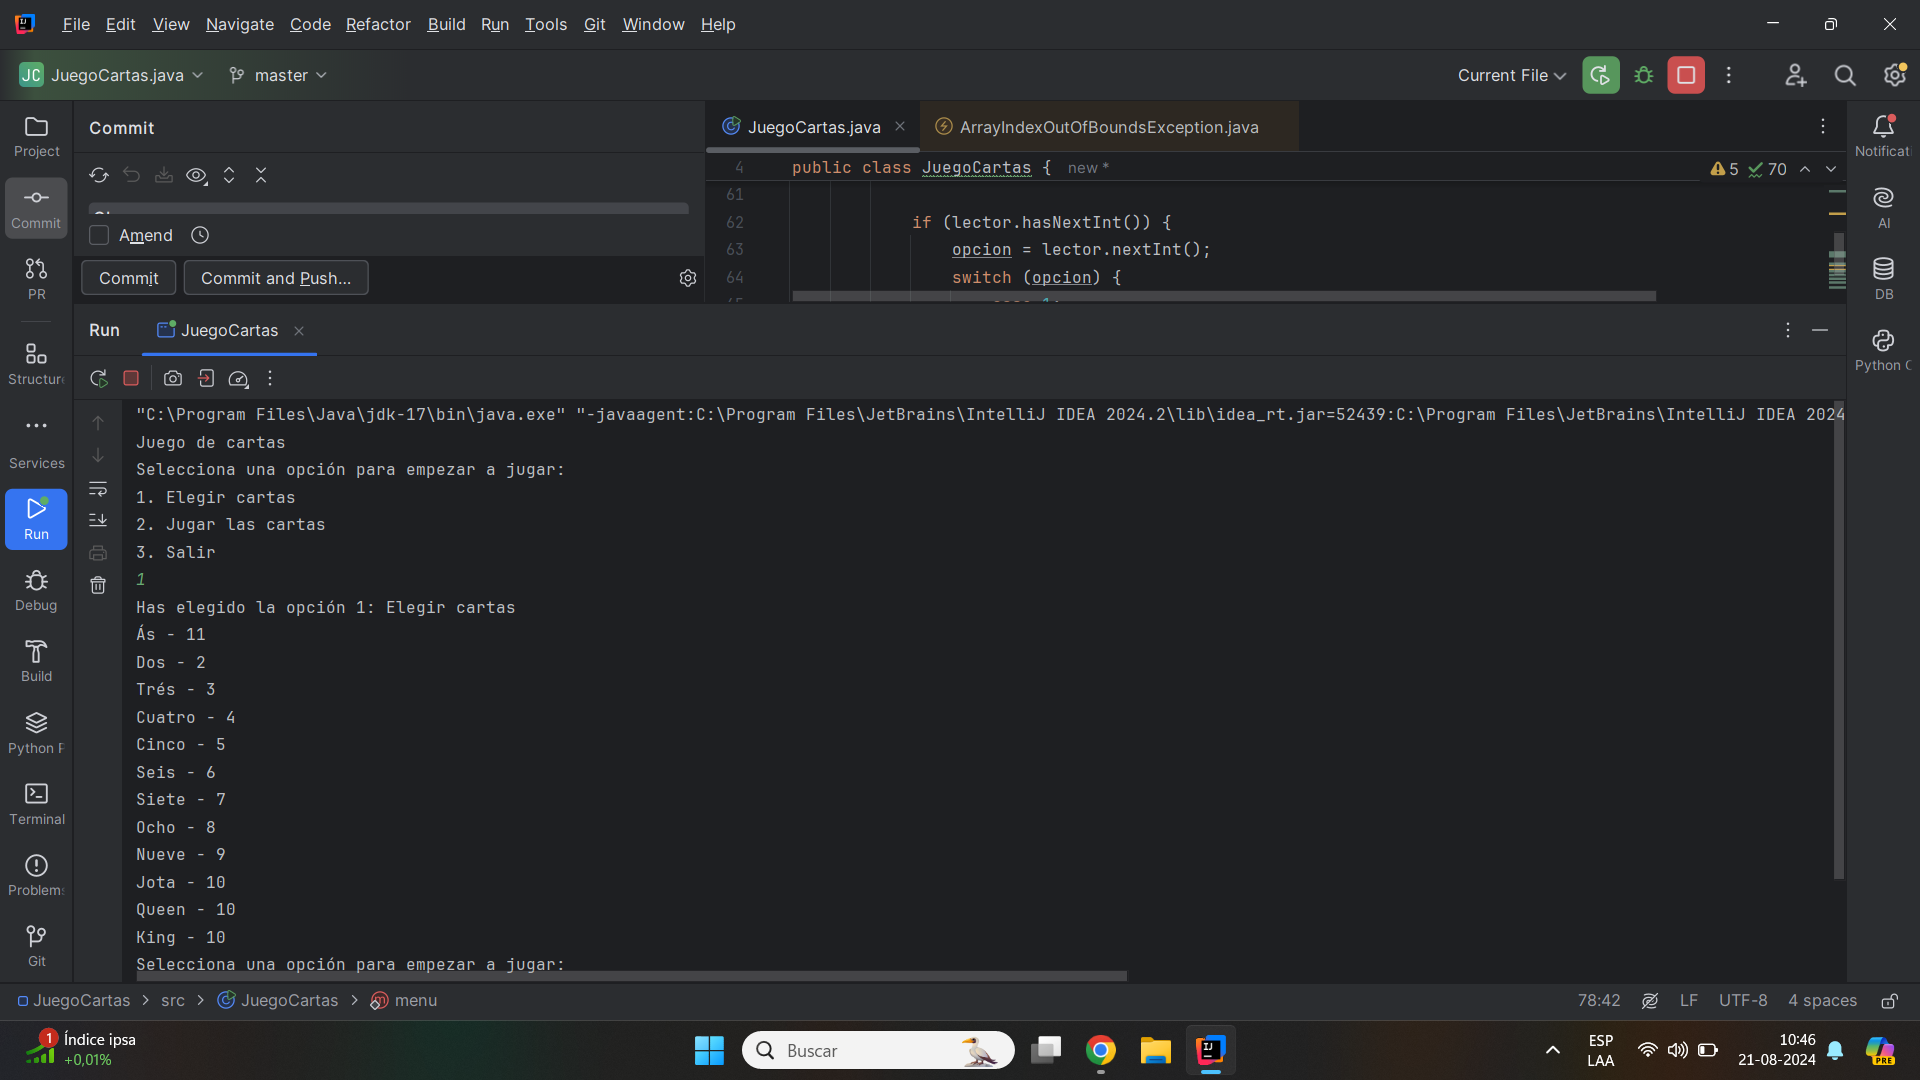 File Edit View Navigate Code Refactor Build Run Tools Git Window Help
JC JuegoCartas.java master Current File
Project
Commit
PR
Structure
Services
Run
Debug
Build
Python P
Terminal
Problems
Git
Commit
Amend
Commit Commit and Push...
JuegoCartas.java ArrayIndexOutOfBoundsException.java
4 public class JuegoCartas { new * 5 70
61
62 if (lector.hasNextInt()) {
63 opcion = lector.nextInt();
64 switch (opcion) {
Notificat
AI
DB
Python C
Run JuegoCartas
"C:\Program Files\Java\jdk-17\bin\java.exe" "-javaagent:C:\Program Files\JetBrains\IntelliJ IDEA 2024.2\lib\idea_rt.jar=52439:C:\Program Files\JetBrains\IntelliJ IDEA 2024
Juego de cartas
Selecciona una opción para empezar a jugar:
1. Elegir cartas
2. Jugar las cartas
3. Salir
1
Has elegido la opción 1: Elegir cartas
Ás - 11
Dos - 2
Trés - 3
Cuatro - 4
Cinco - 5
Seis - 6
Siete - 7
Ocho - 8
Nueve - 9
Jota - 10
Queen - 10
King - 10
Selecciona una opción para empezar a jugar:
JuegoCartas > src > JuegoCartas > menu 78:42 LF UTF-8 4 spaces
1 Índice ipsa
+0,01%
Buscar
ESP
LAA
10:46
21-08-2024
PRE